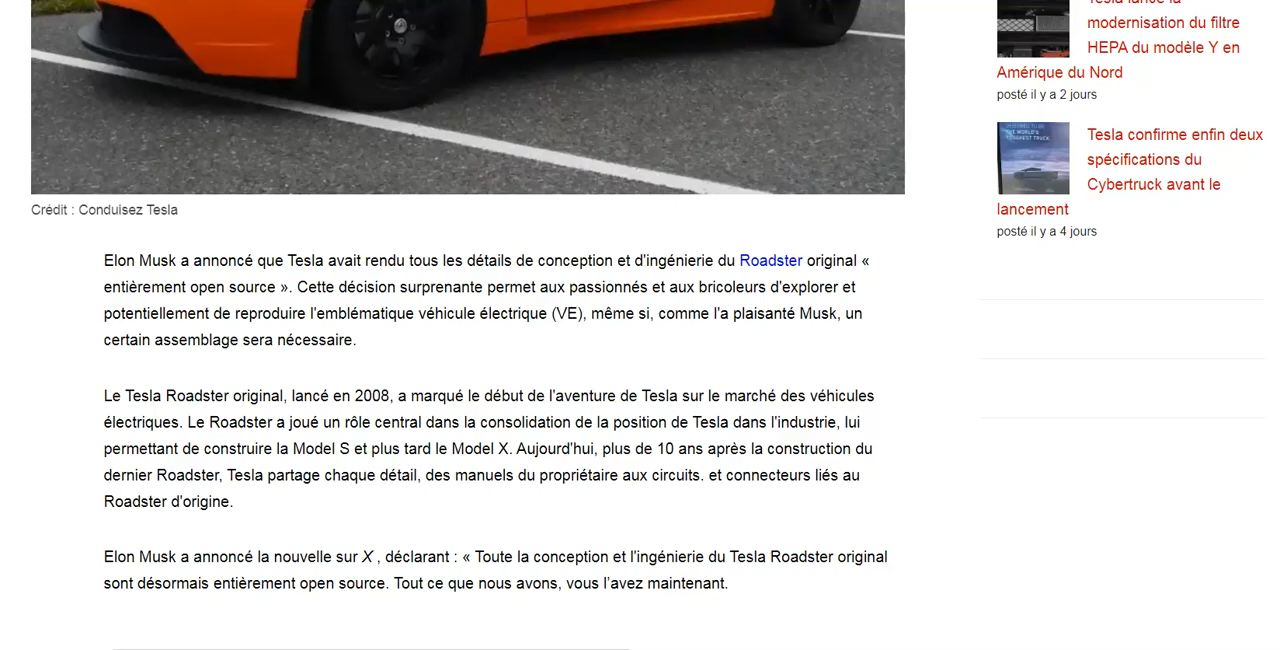 Tesla lance la
modernisation du filtre
HEPA du modèle Y en
Amérique du Nord
posté il y a 2 jours
THE WORLD'S
TOUGHEST TRUCK
Tesla confirme enfin deux
spécifications du
Cybertruck avant le
lancement
posté il y a 4 jours
Crédit : Conduisez Tesla
Elon Musk a annoncé que Tesla avait rendu tous les détails de conception et d'ingénierie du Roadster original «
entièrement open source ». Cette décision surprenante permet aux passionnés et aux bricoleurs d’explorer et
potentiellement de reproduire l'emblématique véhicule électrique (VE), même si, comme l'a plaisanté Musk, un
certain assemblage sera nécessaire.
Le Tesla Roadster original, lancé en 2008, a marqué le début de l'aventure de Tesla sur le marché des véhicules
électriques. Le Roadster a joué un rôle central dans la consolidation de la position de Tesla dans l'industrie, lui
permettant de construire la Model S et plus tard le Model X. Aujourd'hui, plus de 10 ans après la construction du
dernier Roadster, Tesla partage chaque détail, des manuels du propriétaire aux circuits. et connecteurs liés au
Roadster d'origine.
Elon Musk a annoncé la nouvelle sur X , déclarant : « Toute la conception et l'ingénierie du Tesla Roadster original
sont désormais entièrement open source. Tout ce que nous avons, vous l’avez maintenant.